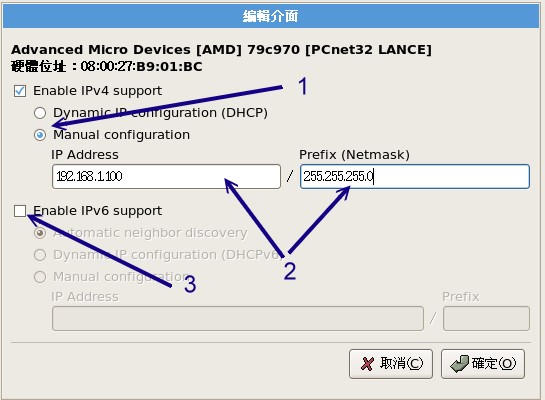 編輯介面
Advanced Micro Devices [AMD] 79c970 [PCnet32 LANCE]
硬體位址：08:00:27:B9:01:BC
Enable IPv4 support
1
Dynamic IP configuration (DHCP)
Manual configuration
IP Address Prefix (Netmask)
192.168.1.100 / 255.255.255.0
Enable IPv6 support
Automatic neighbor discovery
Dynamic IP configuration (DHCPv6)
2
Manual configuration
3
IP Address Prefix
/
取消(C) 確定(O)